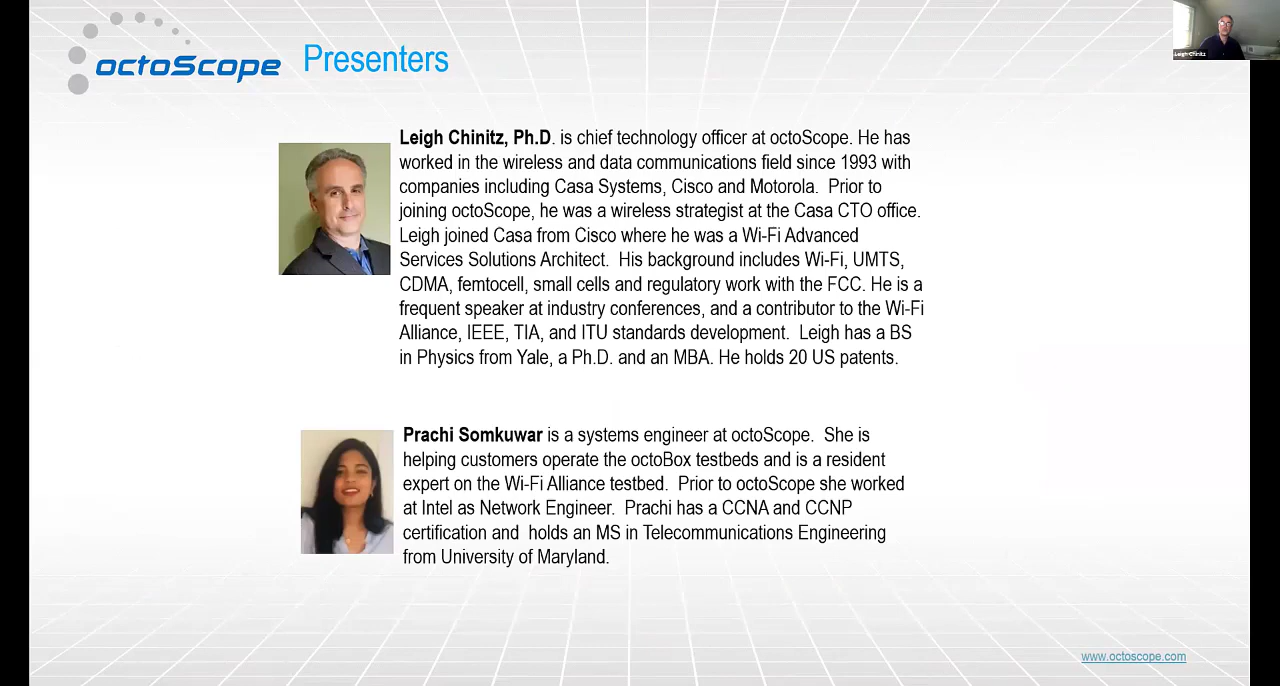 octoScope
Presenters
Leigh Chinitz
Leigh Chinitz, Ph.D. is chief technology officer at octoScope. He has
worked in the wireless and data communications field since 1993 with
companies including Casa Systems, Cisco and Motorola. Prior to
joining octoScope, he was a wireless strategist at the Casa CTO office.
Leigh joined Casa from Cisco where he was a Wi-Fi Advanced
Services Solutions Architect. His background includes Wi-Fi, UMTS,
CDMA, femtocell, small cells and regulatory work with the FCC. He is a
frequent speaker at industry conferences, and a contributor to the Wi-Fi
Alliance, IEEE, TIA, and ITU standards development. Leigh has a BS
in Physics from Yale, a Ph.D. and an MBA. He holds 20 US patents.
Prachi Somkuwar is a systems engineer at octoScope. She is
helping customers operate the octoBox testbeds and is a resident
expert on the Wi-Fi Alliance testbed. Prior to octoScope she worked
at Intel as Network Engineer. Prachi has a CCNA and CCNP
certification and holds an MS in Telecommunications Engineering
from University of Maryland.
www.octoscope.com